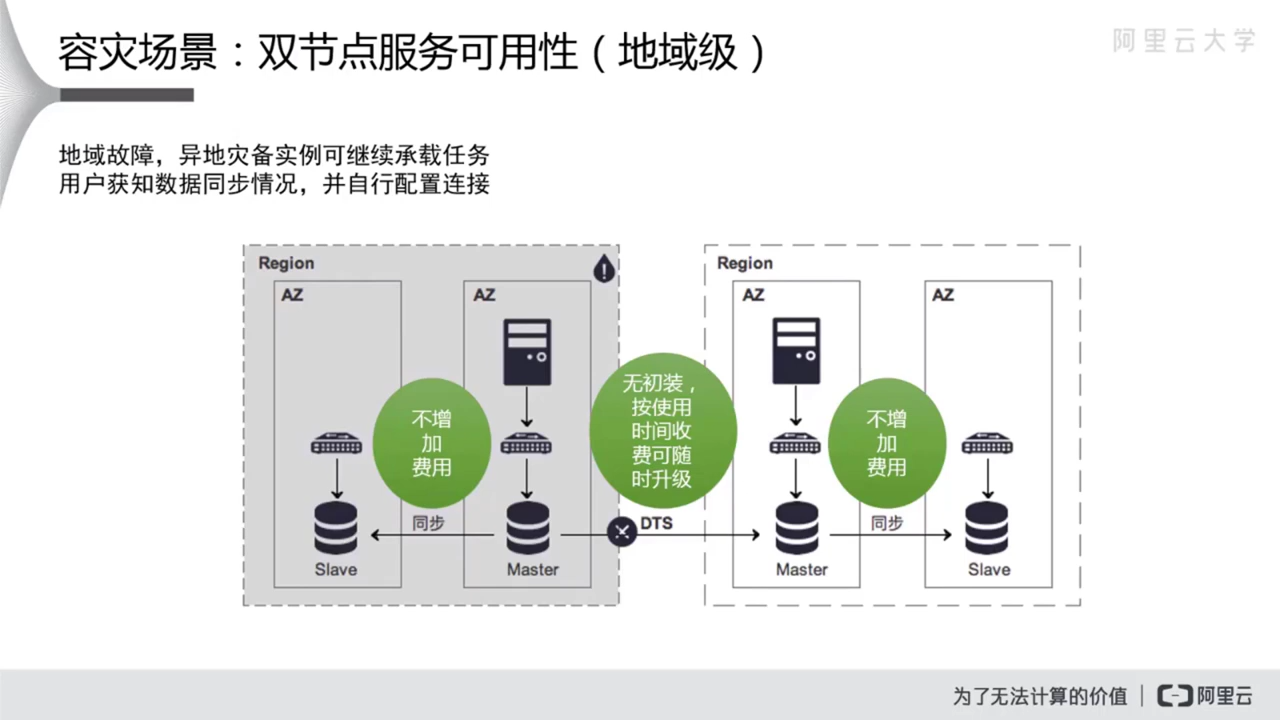 容灾场景：双节点服务可用性（地域级）
阿里云大学
地域故障，异地灾备实例可继续承载任务
用户获知数据同步情况，并自行配置连接
Region
AZ
AZ
不增
加
费用
同步
Slave
Master
无初装，
按使用
时间收
费可随
时升级
DTS
Region
AZ
AZ
不增
加
费用
同步
Master
Slave
为了无法计算的价值
阿里云